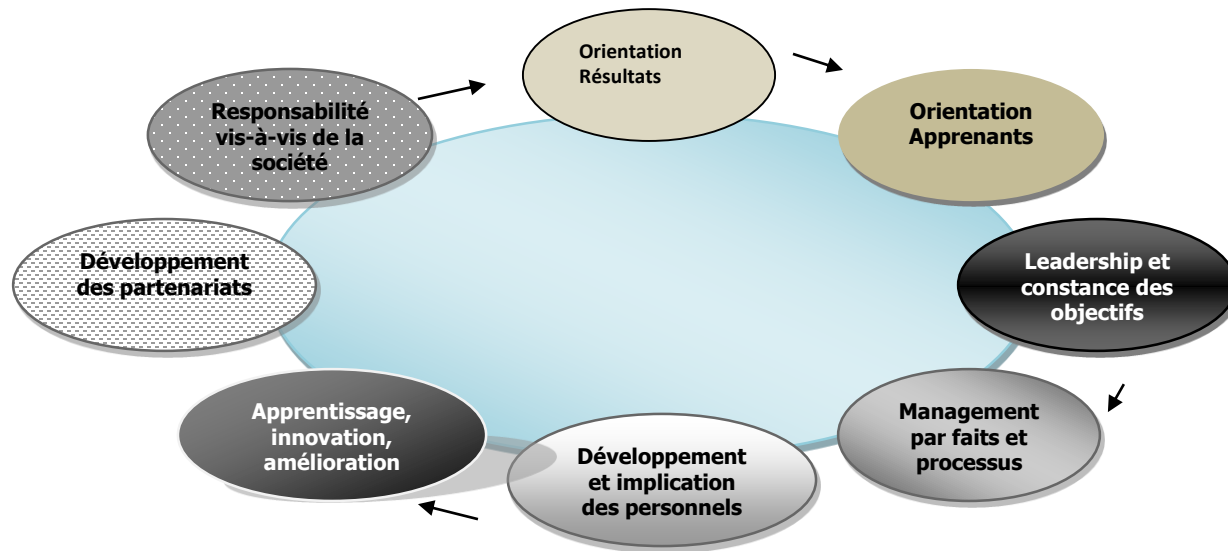 Orientation
Résultats
Orientation
Apprenants
Leadership et
constance des
objectifs
Management
par faits et
processus
Développement
et implication
des personnels
Apprentissage,
innovation,
amélioration
Développement
des partenariats
Responsabilité
vis-à-vis de la
société